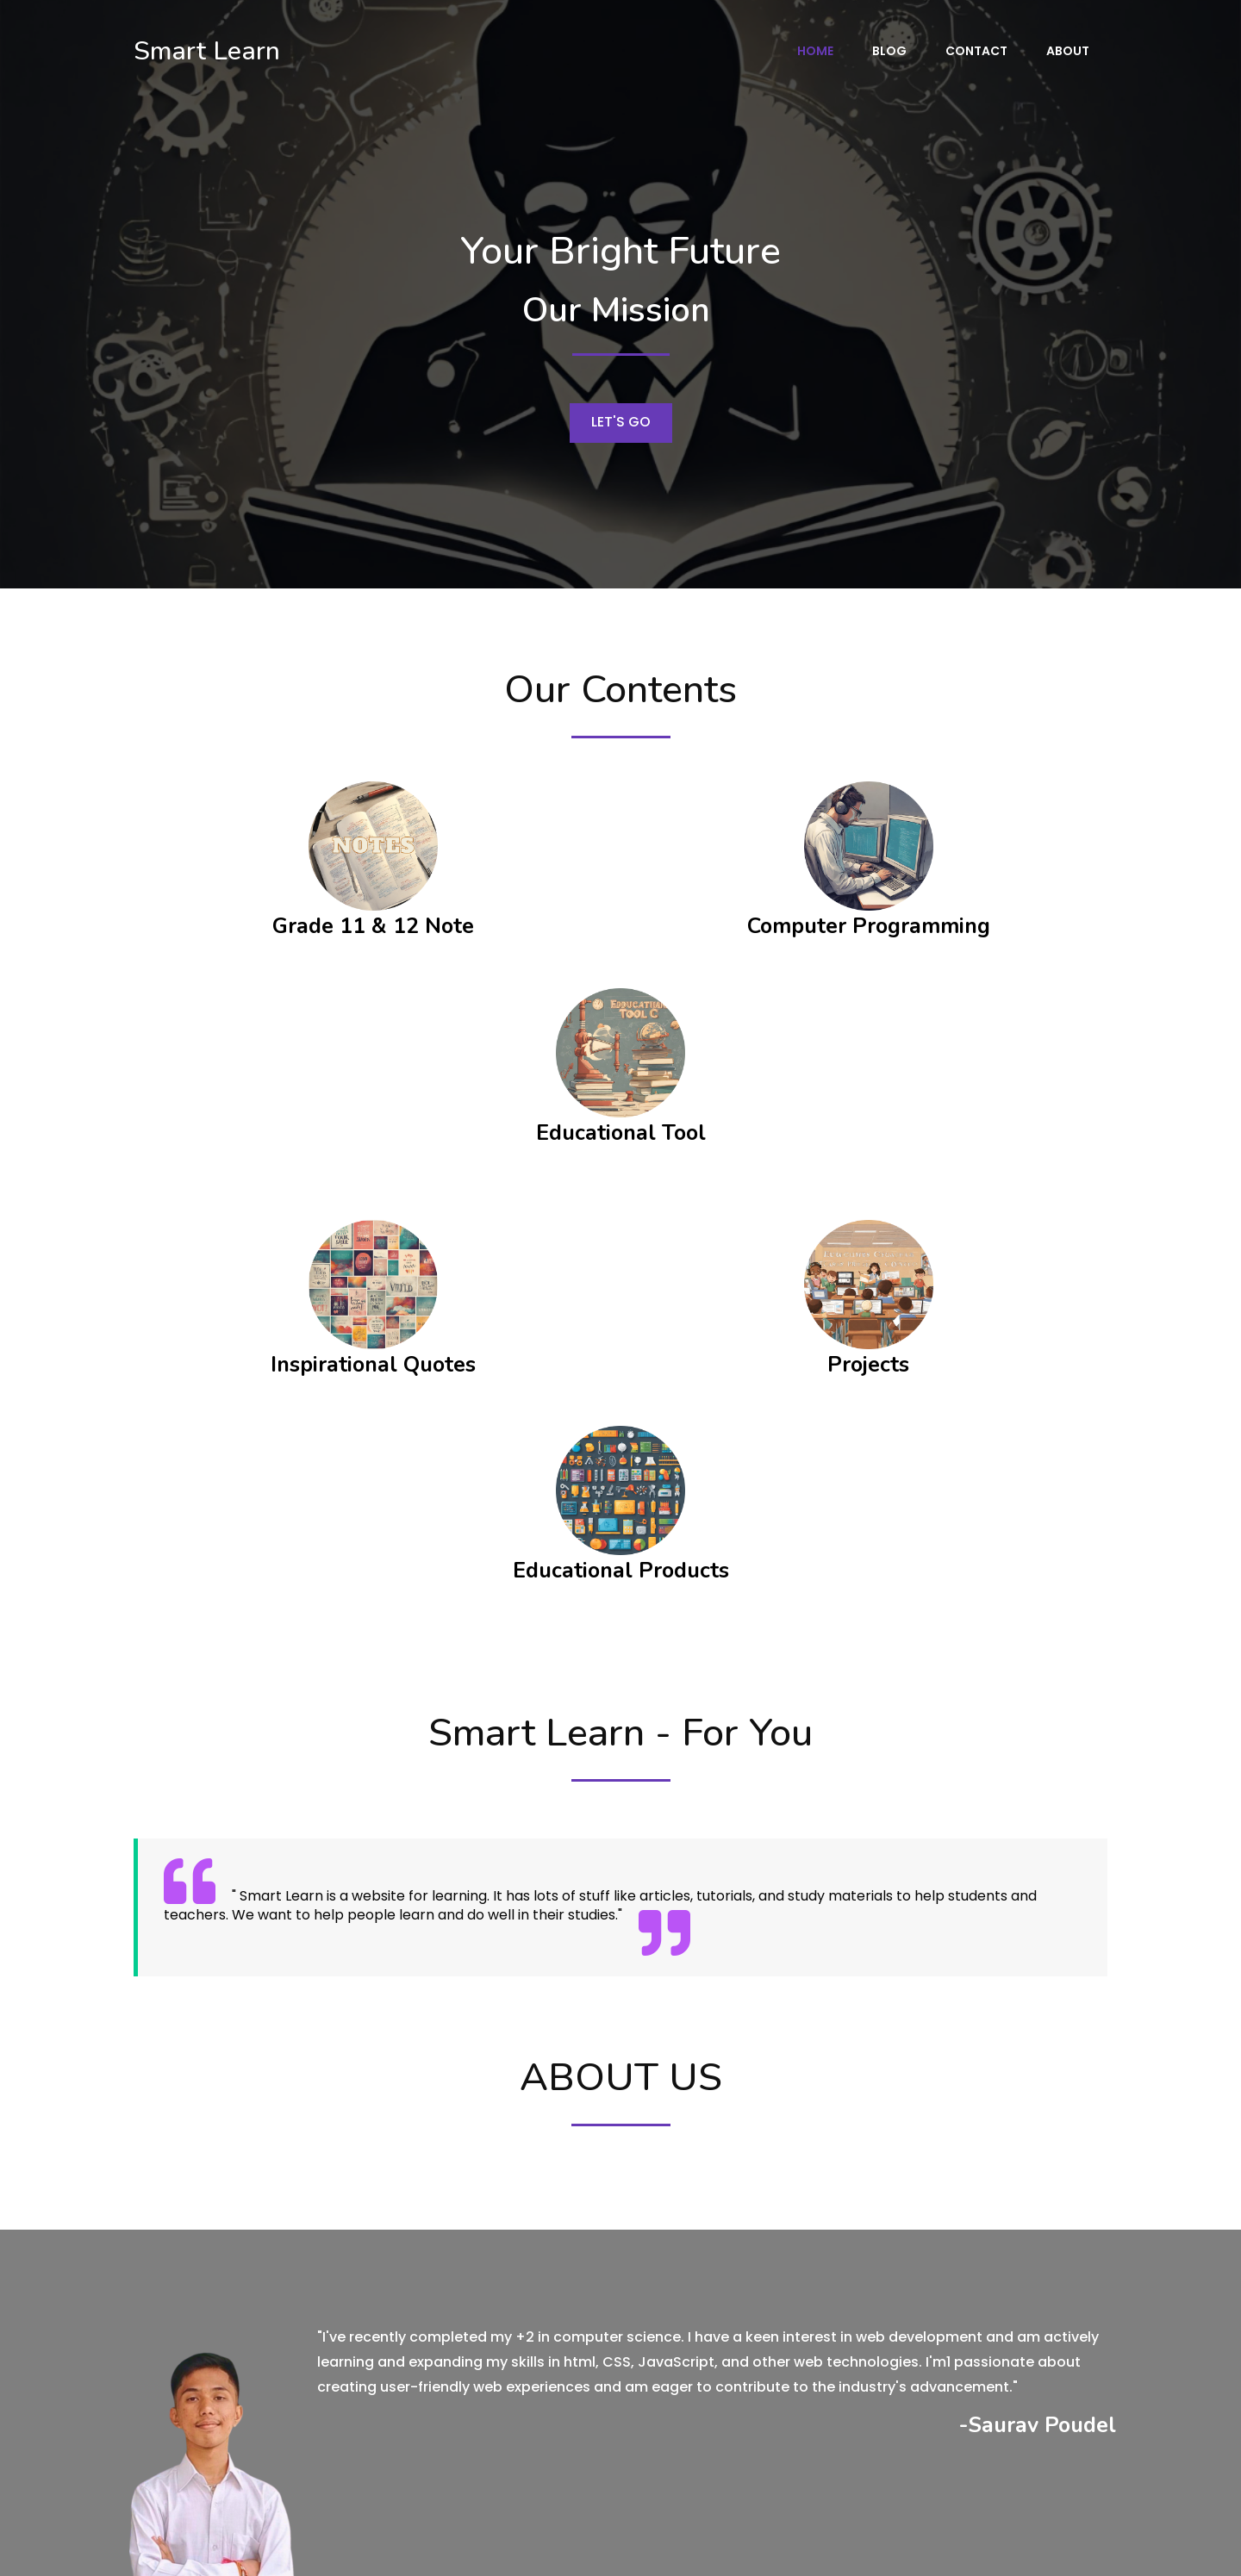 Smart Learn
HOME BLOG CONTACT ABOUT
Your Bright Future
Our Mission
LET'S GO
Our Contents
NOTES
Grade 11 & 12 Note
Computer Programming
EDDUCATIIAN
TOOL C
Educational Tool
Inspirational Quotes
Projects
Educational Products
Smart Learn - For You
" Smart Learn is a website for learning. It has lots of stuff like articles, tutorials, and study materials to help students and
teachers. We want to help people learn and do well in their studies."
ABOUT US
"I've recently completed my +2 in computer science. I have a keen interest in web development and am actively
learning and expanding my skills in html, CSS, JavaScript, and other web technologies. I'm1 passionate about
creating user-friendly web experiences and am eager to contribute to the industry's advancement."
-Saurav Poudel